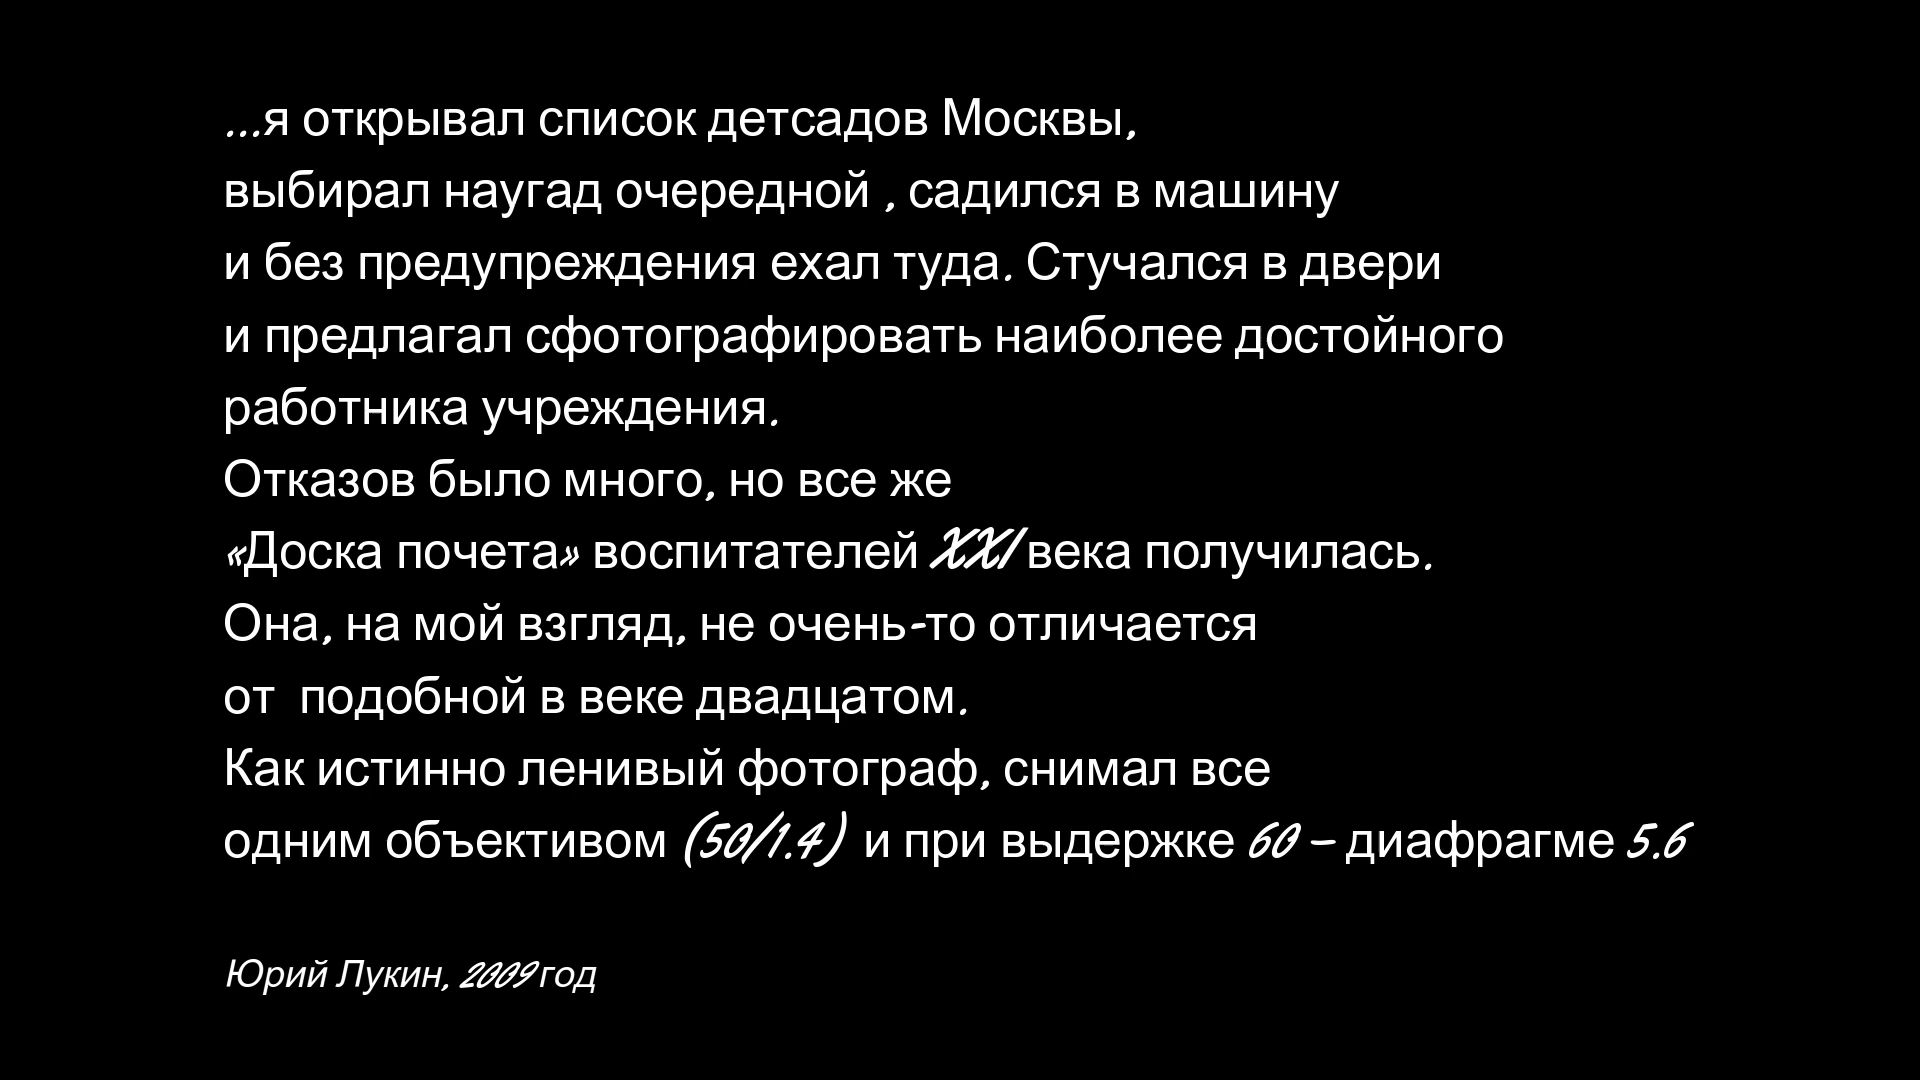 ...я открывал список детсадов Москвы,
выбирал наугад очередной , садился в машину
и без предупреждения ехал туда. Стучался в двери
и предлагал сфотографировать наиболее достойного
работника учреждения.
Отказов было много, но все же
«Доска почета» воспитателей XXI века получилась.
Она, на мой взгляд, не очень-то отличается
от  подобной в веке двадцатом.
Как истинно ленивый фотограф, снимал все
одним объективом (50/1.4)  и при выдержке 60 – диафрагме 5.6
Юрий Лукин, 2009 год